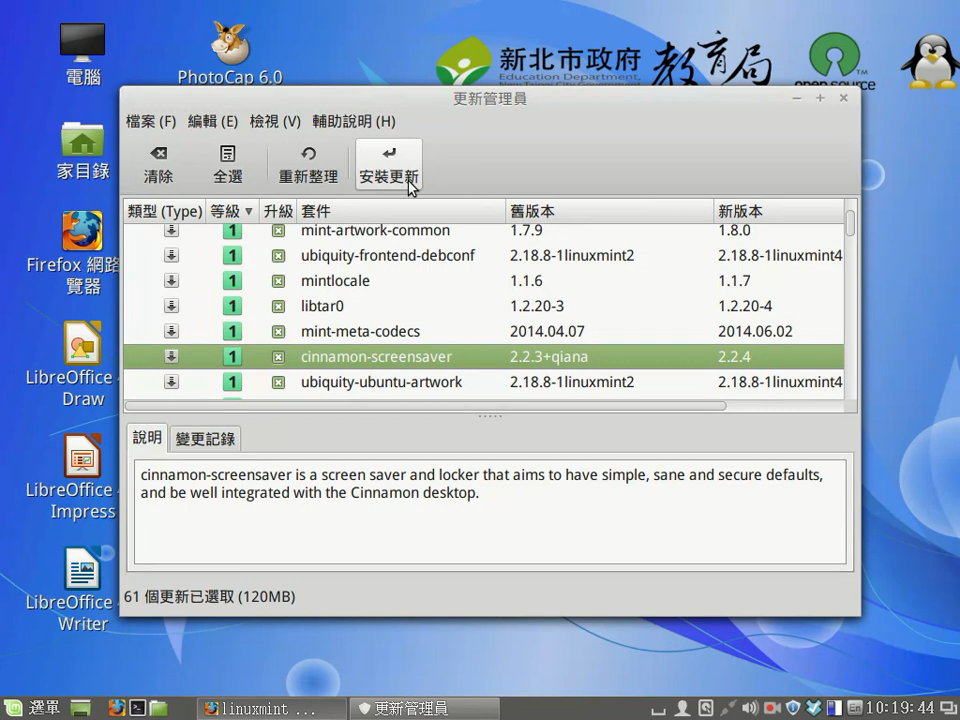 電腦
PhotoCap 6.0
新北市政府
教育局
open source
家目錄
Firefox 網路
覽器
LibreOffice
Draw
LibreOffice
Impress
LibreOffice
Writer
更新管理員
檔案 (F) 編輯 (E) 檢視 (V) 輔助說明 (H)
清除 全選 重新整理 安裝更新
類型 (Type) 等級 升級 套件 舊版本 新版本
1 mint-artwork-common 1.7.9 1.8.0
1 ubiquity-frontend-debconf 2.18.8-1linuxmint2 2.18.8-1linuxmint4
1 mintlocale 1.1.6 1.1.7
1 libtar0 1.2.20-3 1.2.20-4
1 mint-meta-codecs 2014.04.07 2014.06.02
1 cinnamon-screensaver 2.2.3+qiana 2.2.4
1 ubiquity-ubuntu-artwork 2.18.8-1linuxmint2 2.18.8-1linuxmint4
說明 變更記錄
cinnamon-screensaver is a screen saver and locker that aims to have simple, sane and secure defaults,
and be well integrated with the Cinnamon desktop.
61 個更新已選取 (120MB)
選單 linuxmint ... 更新管理員 En 10:19:44